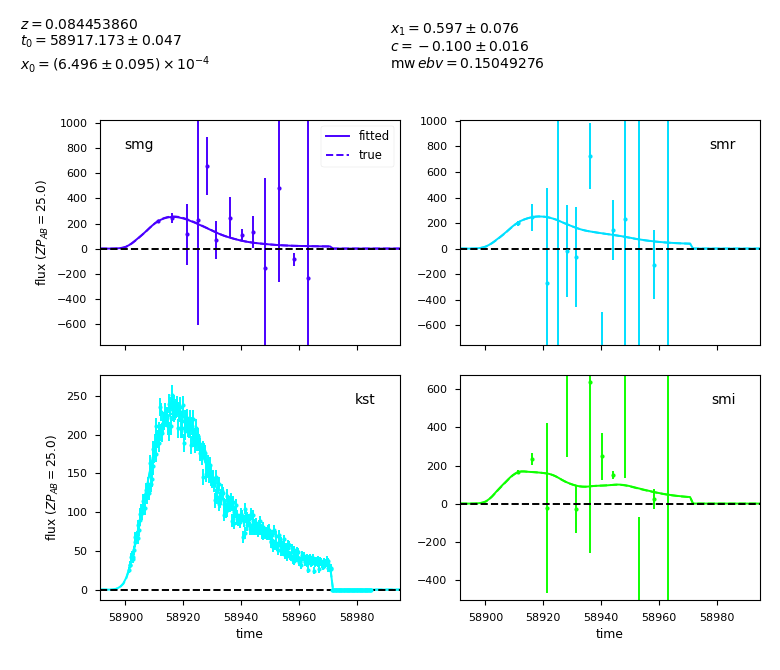 z = 0.084453860
t₀ = 58917.173 ± 0.047
x₀ = (6.496 ± 0.095) × 10⁻⁴
x₁ = 0.597 ± 0.076
c = −0.100 ± 0.016
mw ebv = 0.15049276
smg
fitted
true
1000
800
600
400
200
0
−200
−400
−600
flux (ZP_AB = 25.0)
smr
1000
800
600
400
200
0
−200
−400
−600
kst
250
200
150
100
50
0
flux (ZP_AB = 25.0)
58900 58920 58940 58960 58980
time
smi
600
400
200
0
−200
−400
58900 58920 58940 58960 58980
time